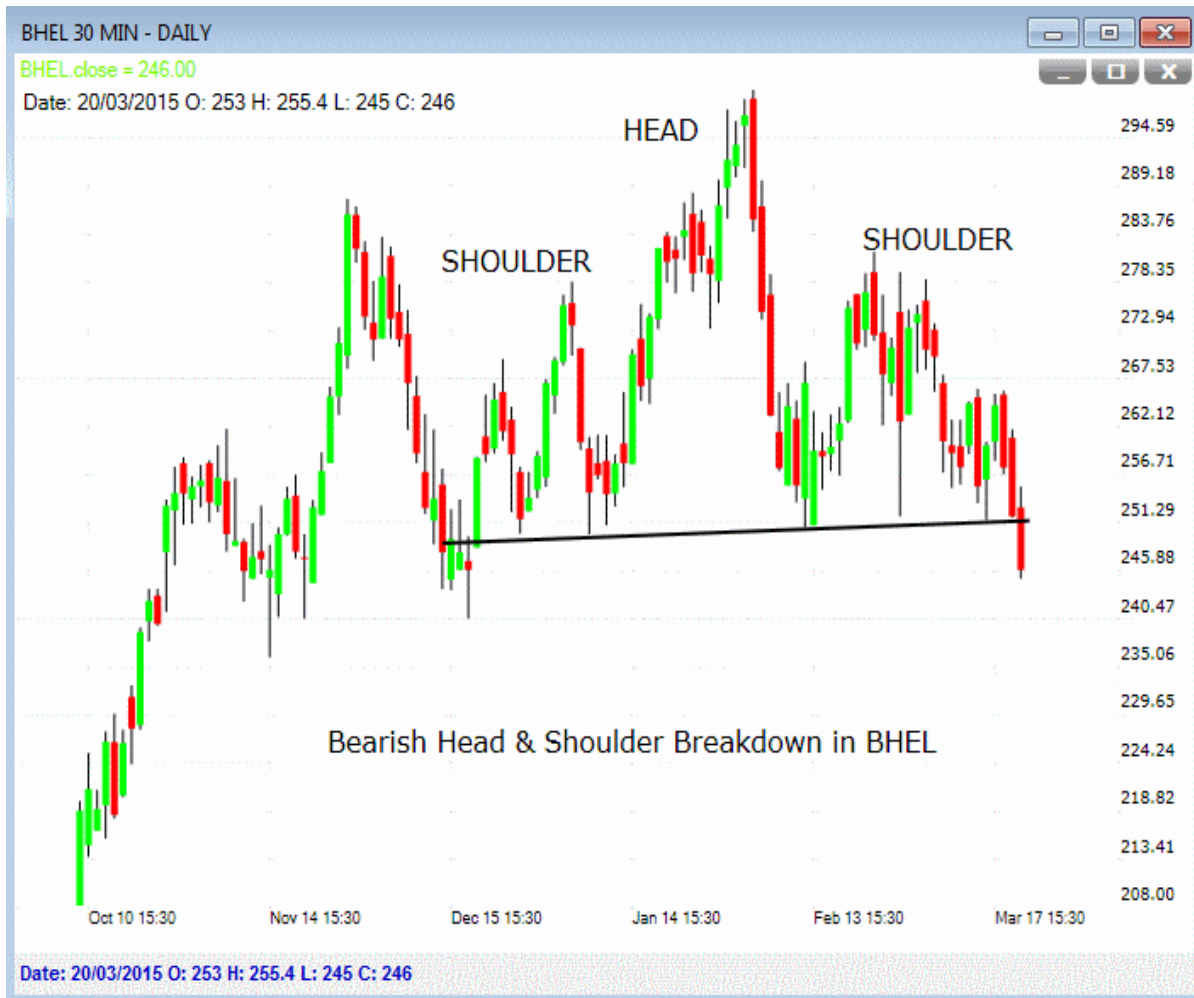 BHEL 30 MIN - DAILY
BHEL.close = 246.00
Date: 20/03/2015 O: 253 H: 255.4 L: 245 C: 246
HEAD
SHOULDER
SHOULDER
294.59
289.18
283.76
278.35
272.94
267.53
262.12
256.71
251.29
245.88
240.47
235.06
229.65
224.24
218.82
213.41
208.00
Bearish Head & Shoulder Breakdown in BHEL
Oct 10 15:30 Nov 14 15:30 Dec 15 15:30 Jan 14 15:30 Feb 13 15:30 Mar 17 15:30
Date: 20/03/2015 O: 253 H: 255.4 L: 245 C: 246